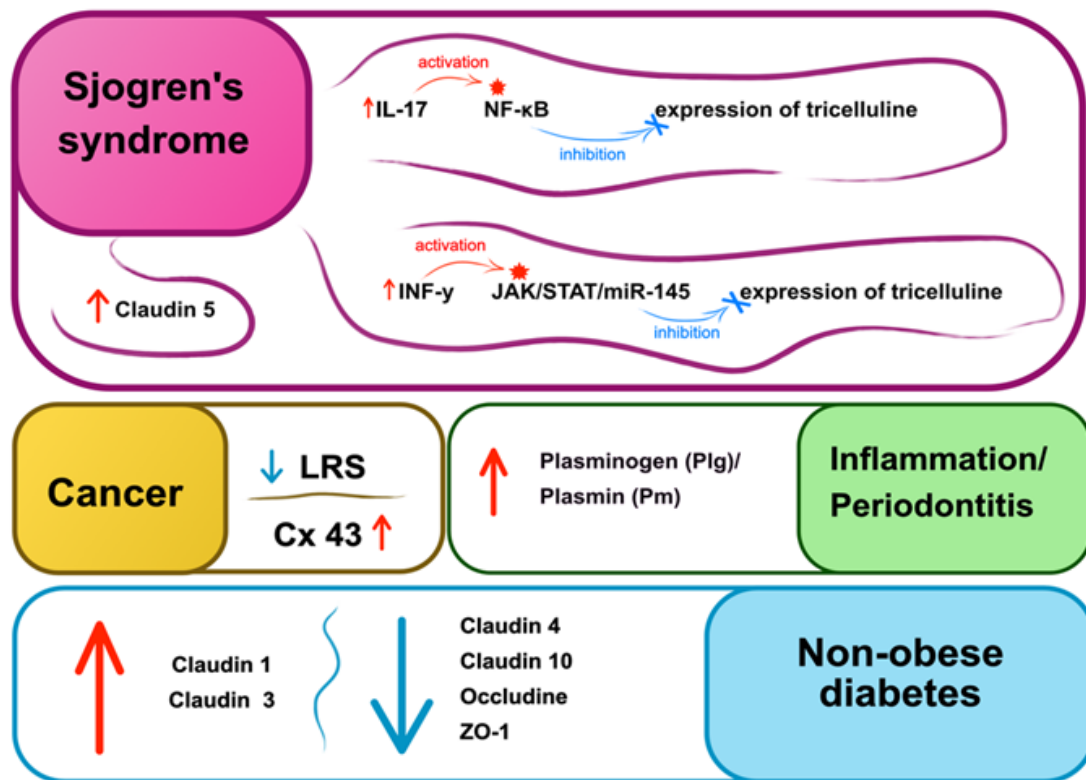 Sjogren's
syndrome
activation
↑IL-17 NF-κB expression of tricelluline
inhibition
activation
↑INF-y JAK/STAT/miR-145 expression of tricelluline
inhibition
↑ Claudin 5
Cancer
↓ LRS
Cx 43 ↑
Plasminogen (Plg)/
Plasmin (Pm)
Inflammation/
Periodontitis
Claudin 1
Claudin 3
Claudin 4
Claudin 10
Occludine
ZO-1
Non-obese
diabetes